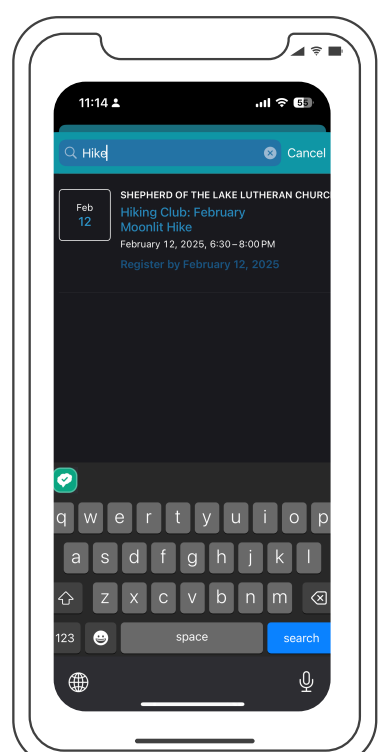 11:14
55
Hike
Cancel
SHEPHERD OF THE LAKE LUTHERAN CHURC
Feb
12
Hiking Club: February
Moonlit Hike
February 12, 2025, 6:30–8:00 PM
Register by February 12, 2025
q w e r t y u i o p
a s d f g h j k l
z x c v b n m
123
space
search